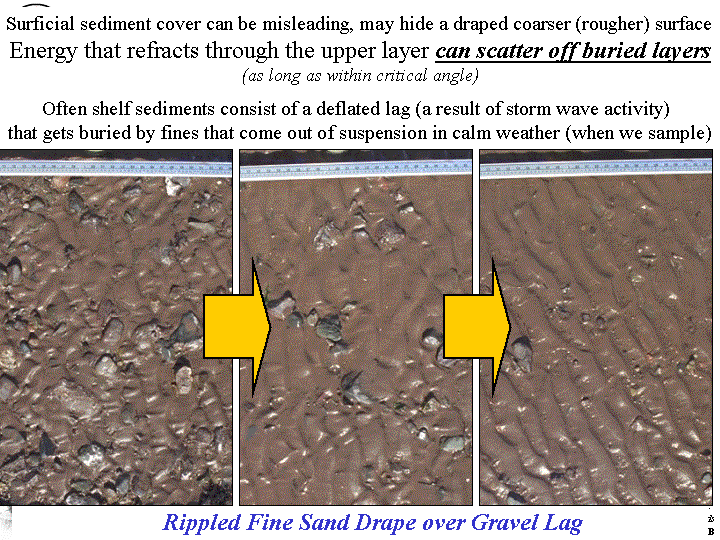 Surficial sediment cover can be misleading, may hide a draped coarser (rougher) surface
Energy that refracts through the upper layer can scatter off buried layers
(as long as within critical angle)
Often shelf sediments consist of a deflated lag (a result of storm wave activity)
that gets buried by fines that come out of suspension in calm weather (when we sample)
Rippled Fine Sand Drape over Gravel Lag
B